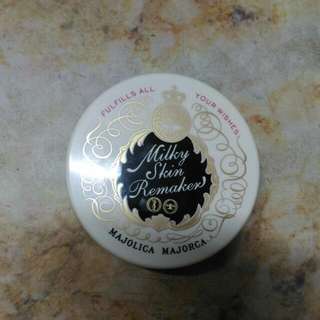 FULFILLS ALL YOUR WISHES!
Milky
Skin
Remaker
MAJOLICA MAJORCA